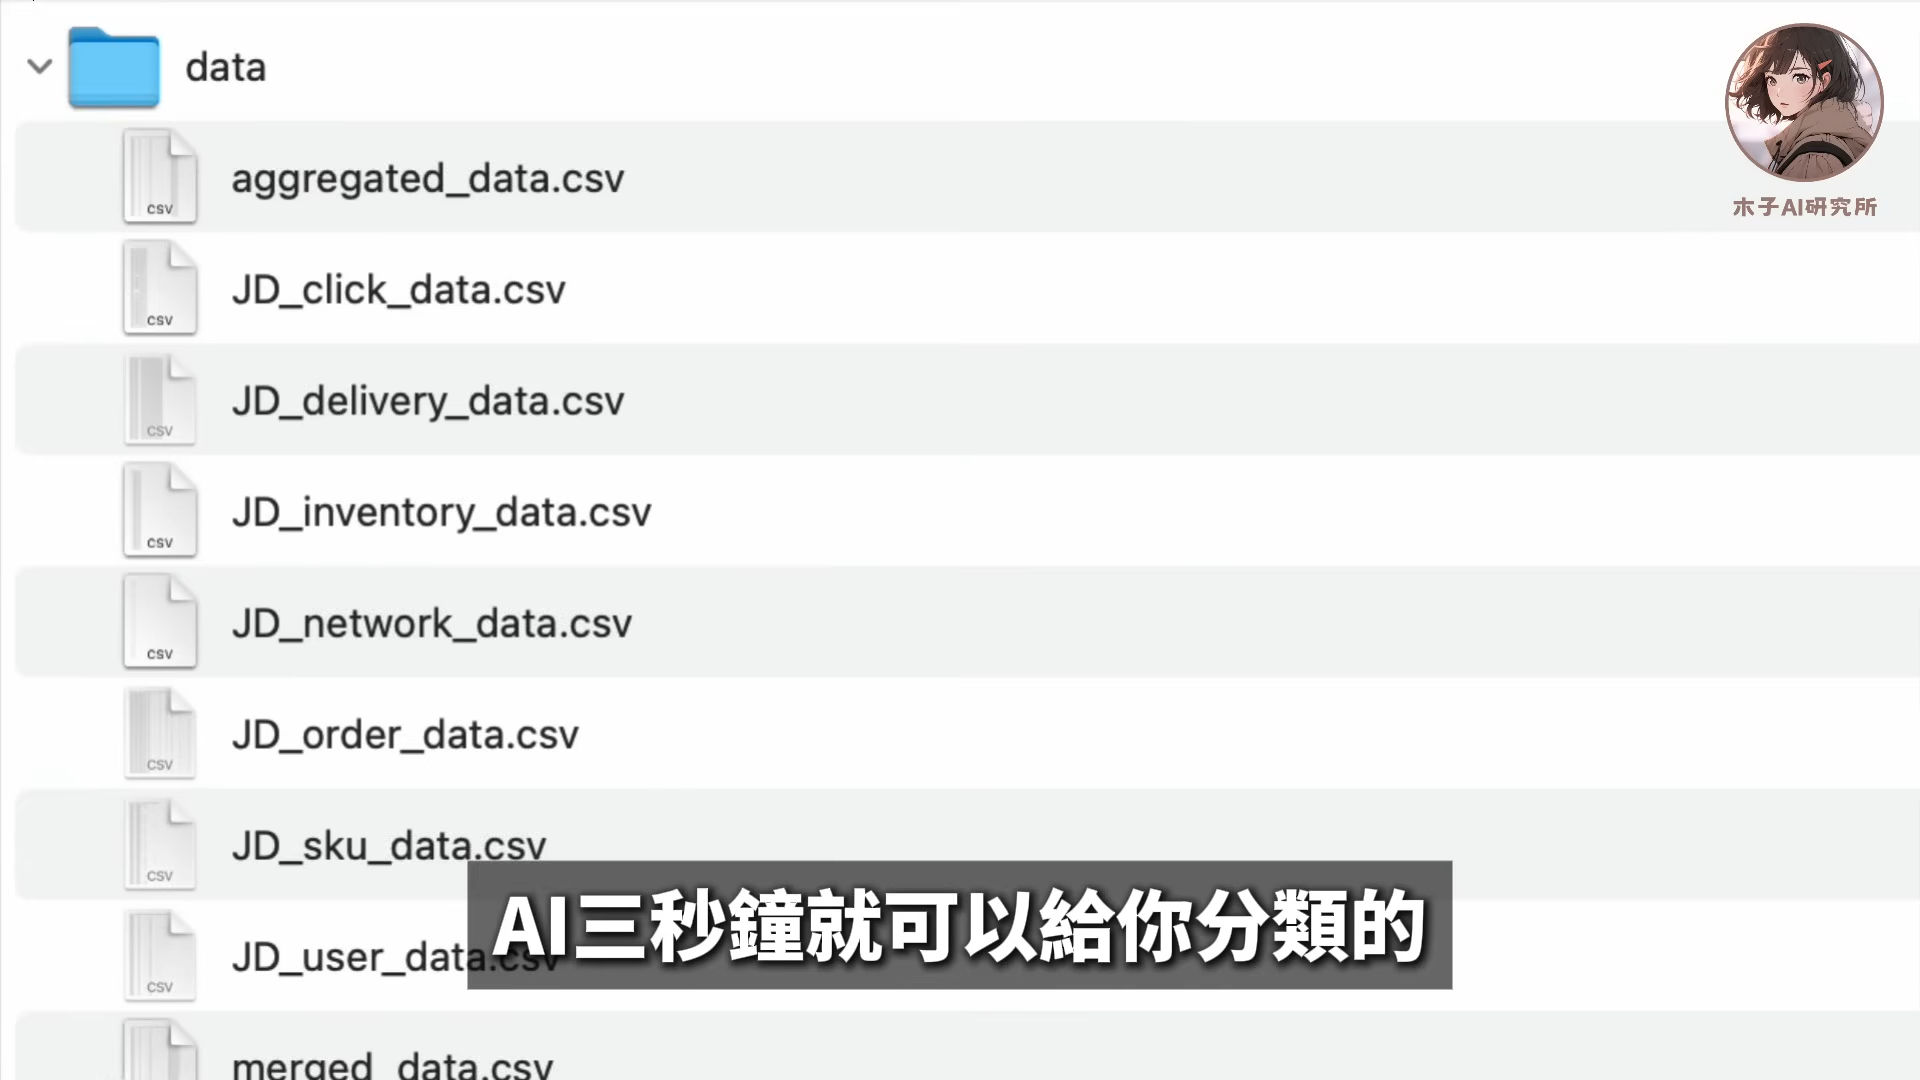 data
木子AI研究所
aggregated_data.csv
CSV
JD_click_data.csv
CSV
JD_delivery_data.csv
CSV
JD_inventory_data.csv
CSV
JD_network_data.csv
CSV
JD_order_data.csv
CSV
JD_sku_data.csv
CSV
JD_user_data.csv
CSV
AI三秒鐘就可以給你分類的
merged_data.csv